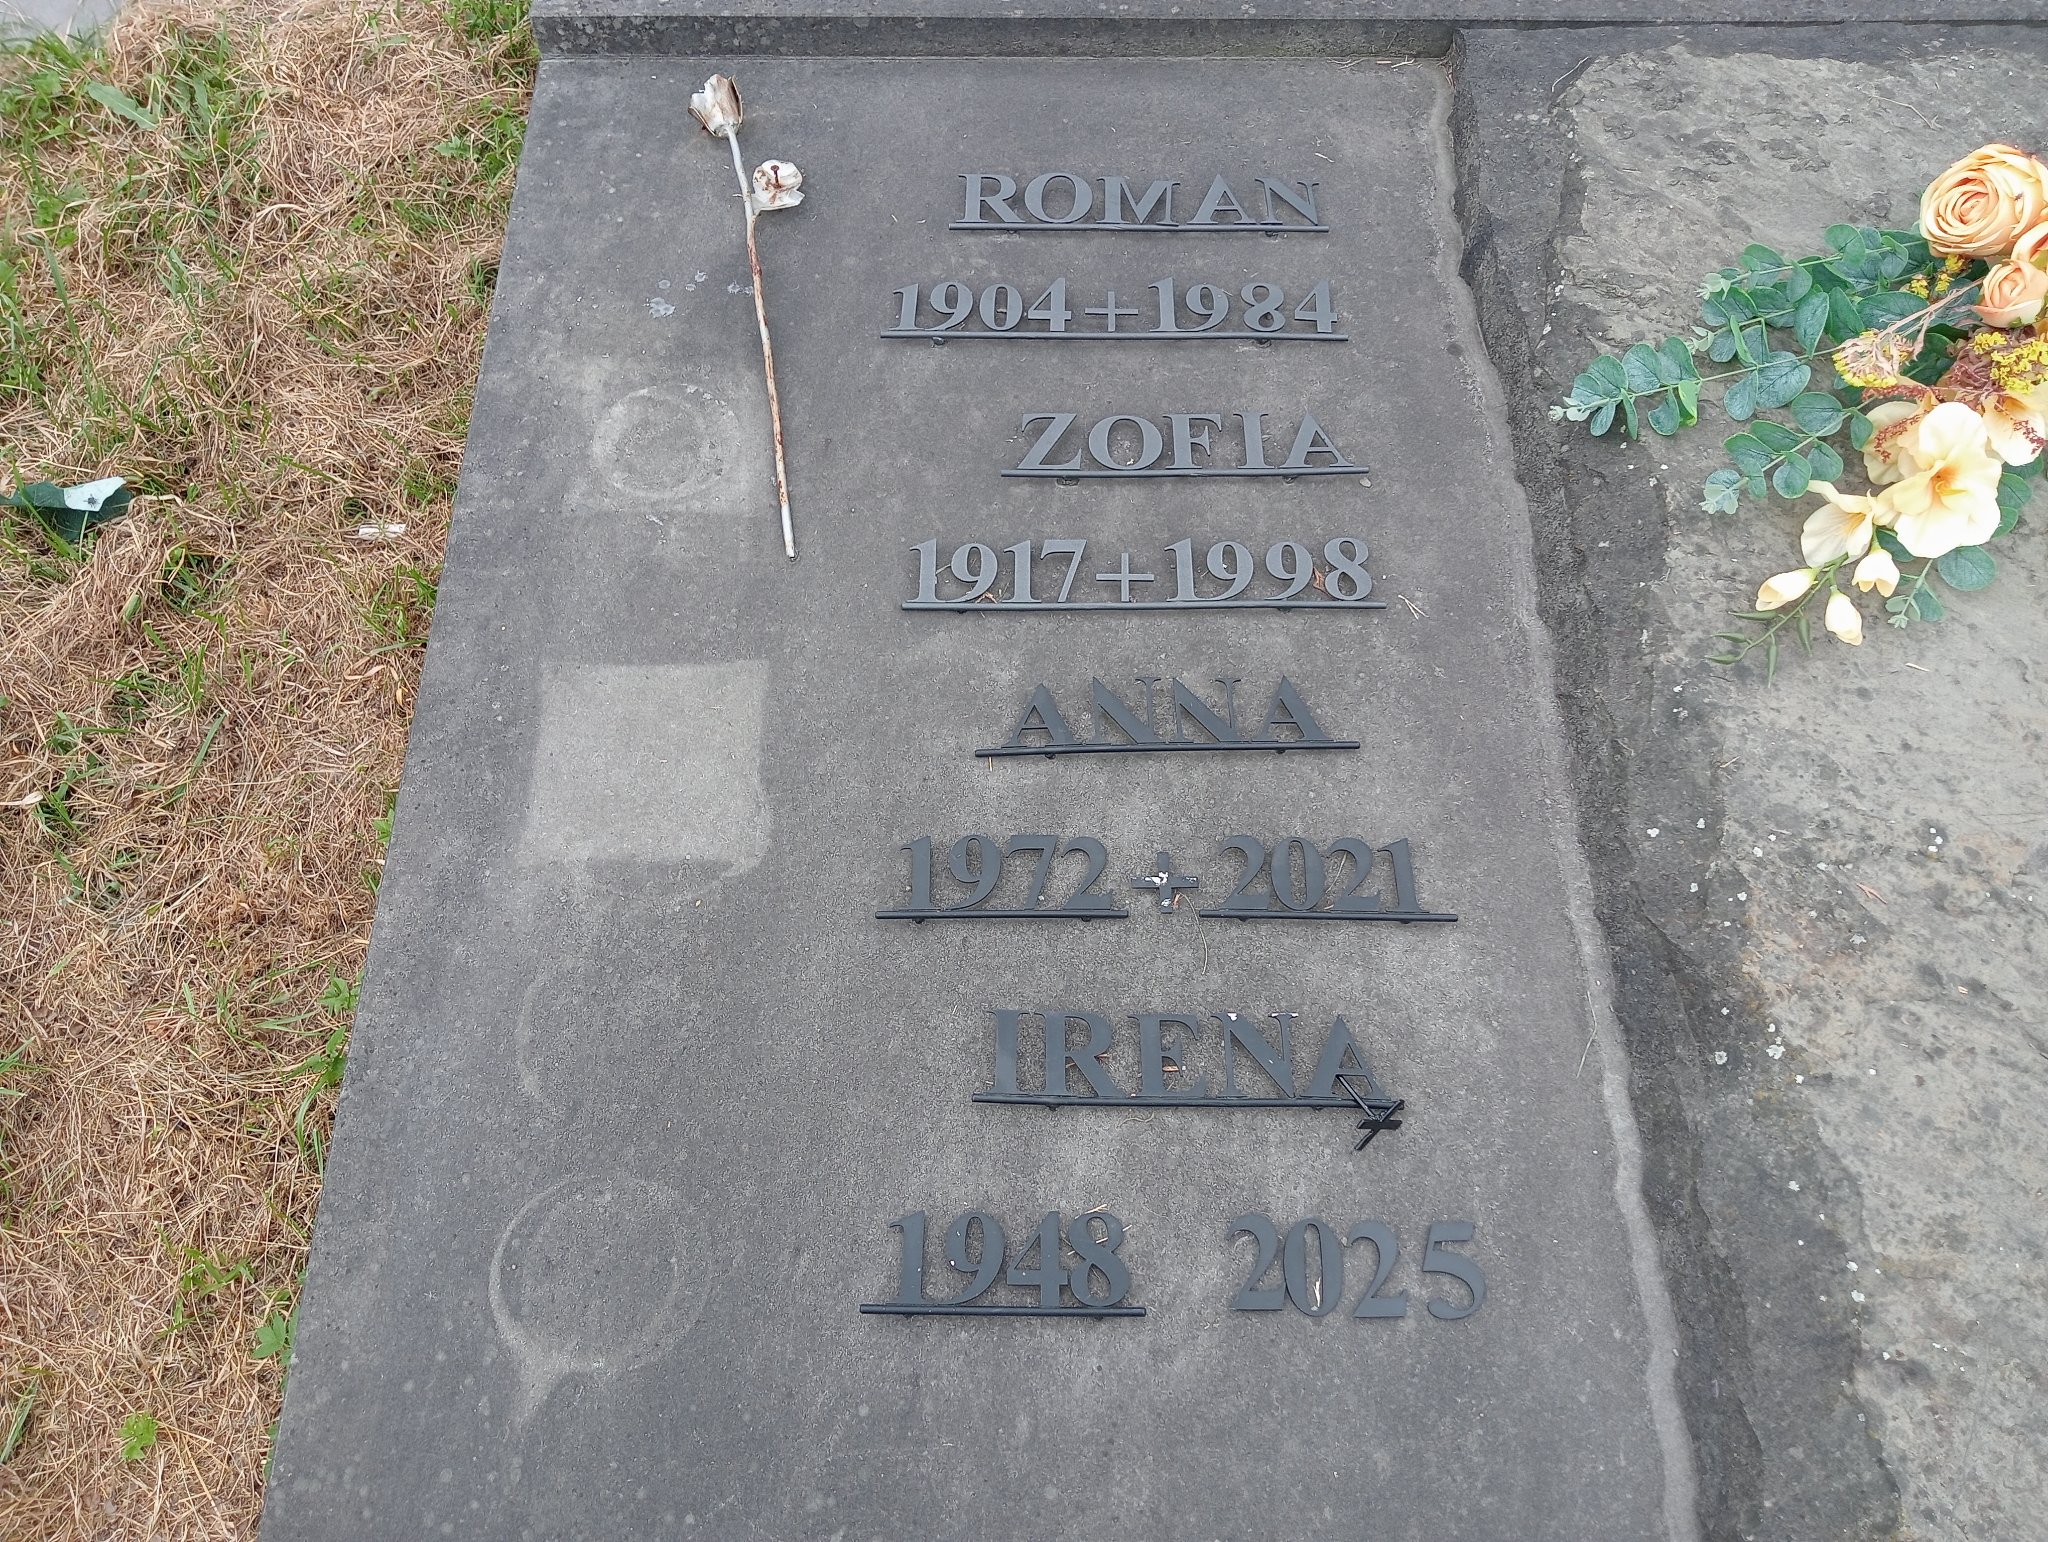 ROMAN
1904+1984
ZOFIA
1917+1998
ANNA
1972+2021
IRENA
1948 2025